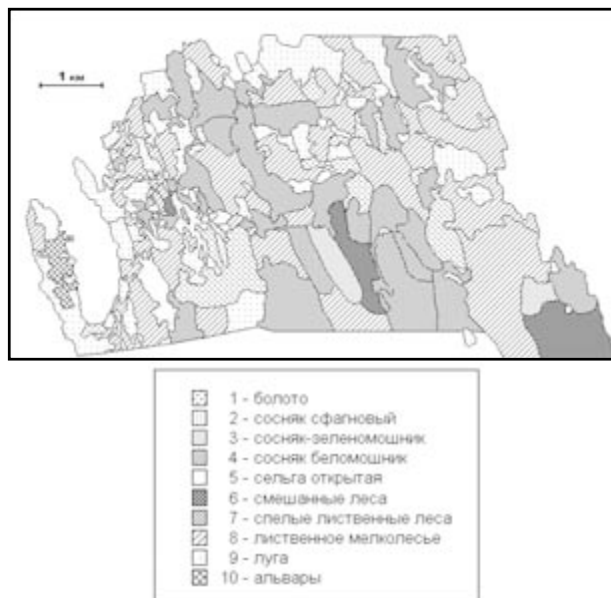 1 км
1 - болото
2 - сосняк сфагновый
3 - сосняк-зеленомошник
4 - сосняк беломошник
5 - сельга открытая
6 - смешанные леса
7 - спелые лиственные леса
8 - лиственное мелколесье
9 - луга
10 - альвары